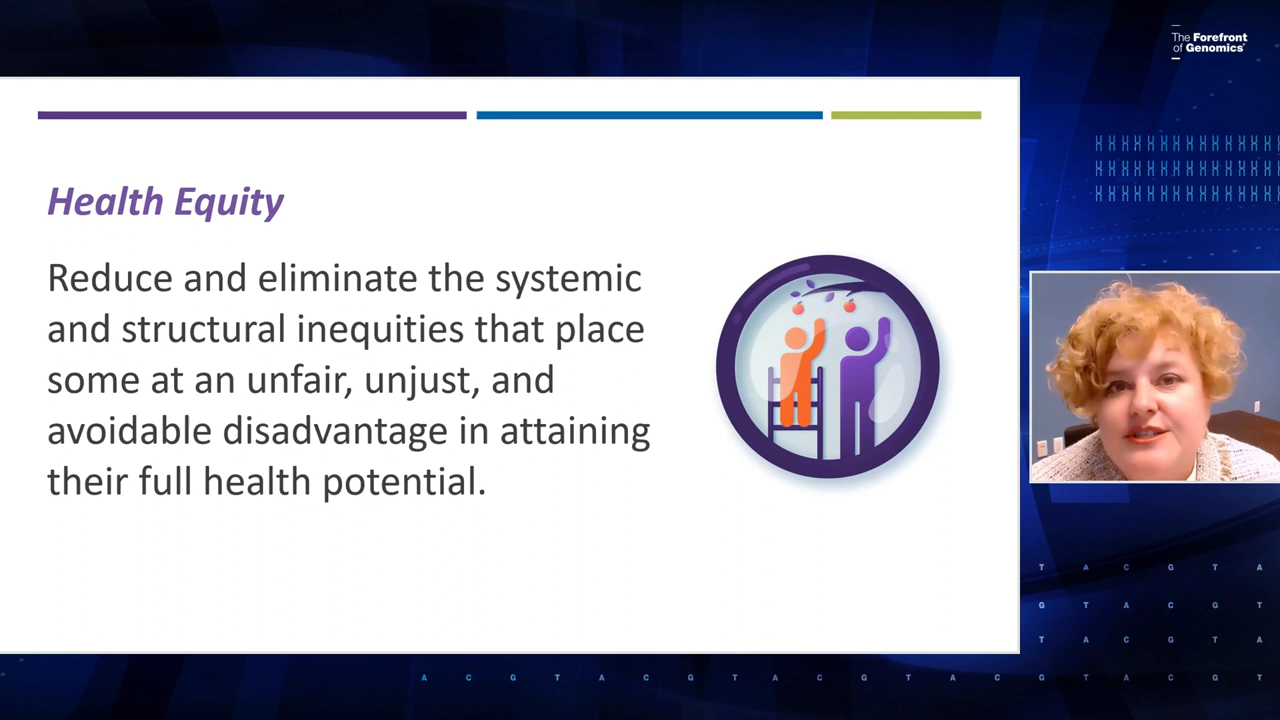 The Forefront
of Genomics®
Health Equity
Reduce and eliminate the systemic
and structural inequities that place
some at an unfair, unjust, and
avoidable disadvantage in attaining
their full health potential.
T A C G T A
G T A C G T
T A C G T A
A C G T A C G T A C G T A C G T A C G T